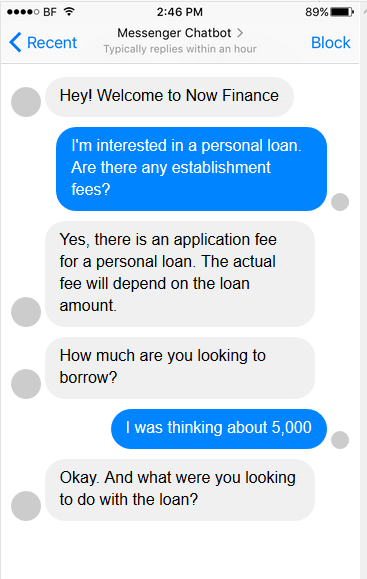 BF 2:46 PM 89%
Recent Messenger Chatbot Block
Typically replies within an hour
Hey! Welcome to Now Finance
I'm interested in a personal loan.
Are there any establishment
fees?
Yes, there is an application fee
for a personal loan. The actual
fee will depend on the loan
amount.
How much are you looking to
borrow?
I was thinking about 5,000
Okay. And what were you looking
to do with the loan?